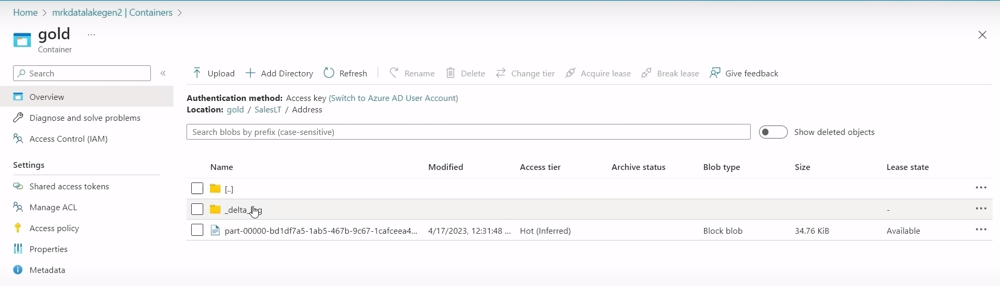 Home > mrkdatalakegen2 | Containers >
gold ...
Container
Search «
Overview
Diagnose and solve problems
Access Control (IAM)
Settings
Shared access tokens
Manage ACL
Access policy
Properties
Metadata
Upload Add Directory Refresh Rename Delete Change tier Acquire lease Break lease Give feedback
Authentication method: Access key (Switch to Azure AD User Account)
Location: gold / SalesLT / Address
Search blobs by prefix (case-sensitive) Show deleted objects
Name Modified Access tier Archive status Blob type Size Lease state
[..]
-
part-00000-bd1df7a5-1ab5-467b-9c67-1cafceea4... 4/17/2023, 12:31:48 ... Hot (Inferred) Block blob 34.76 KiB Available